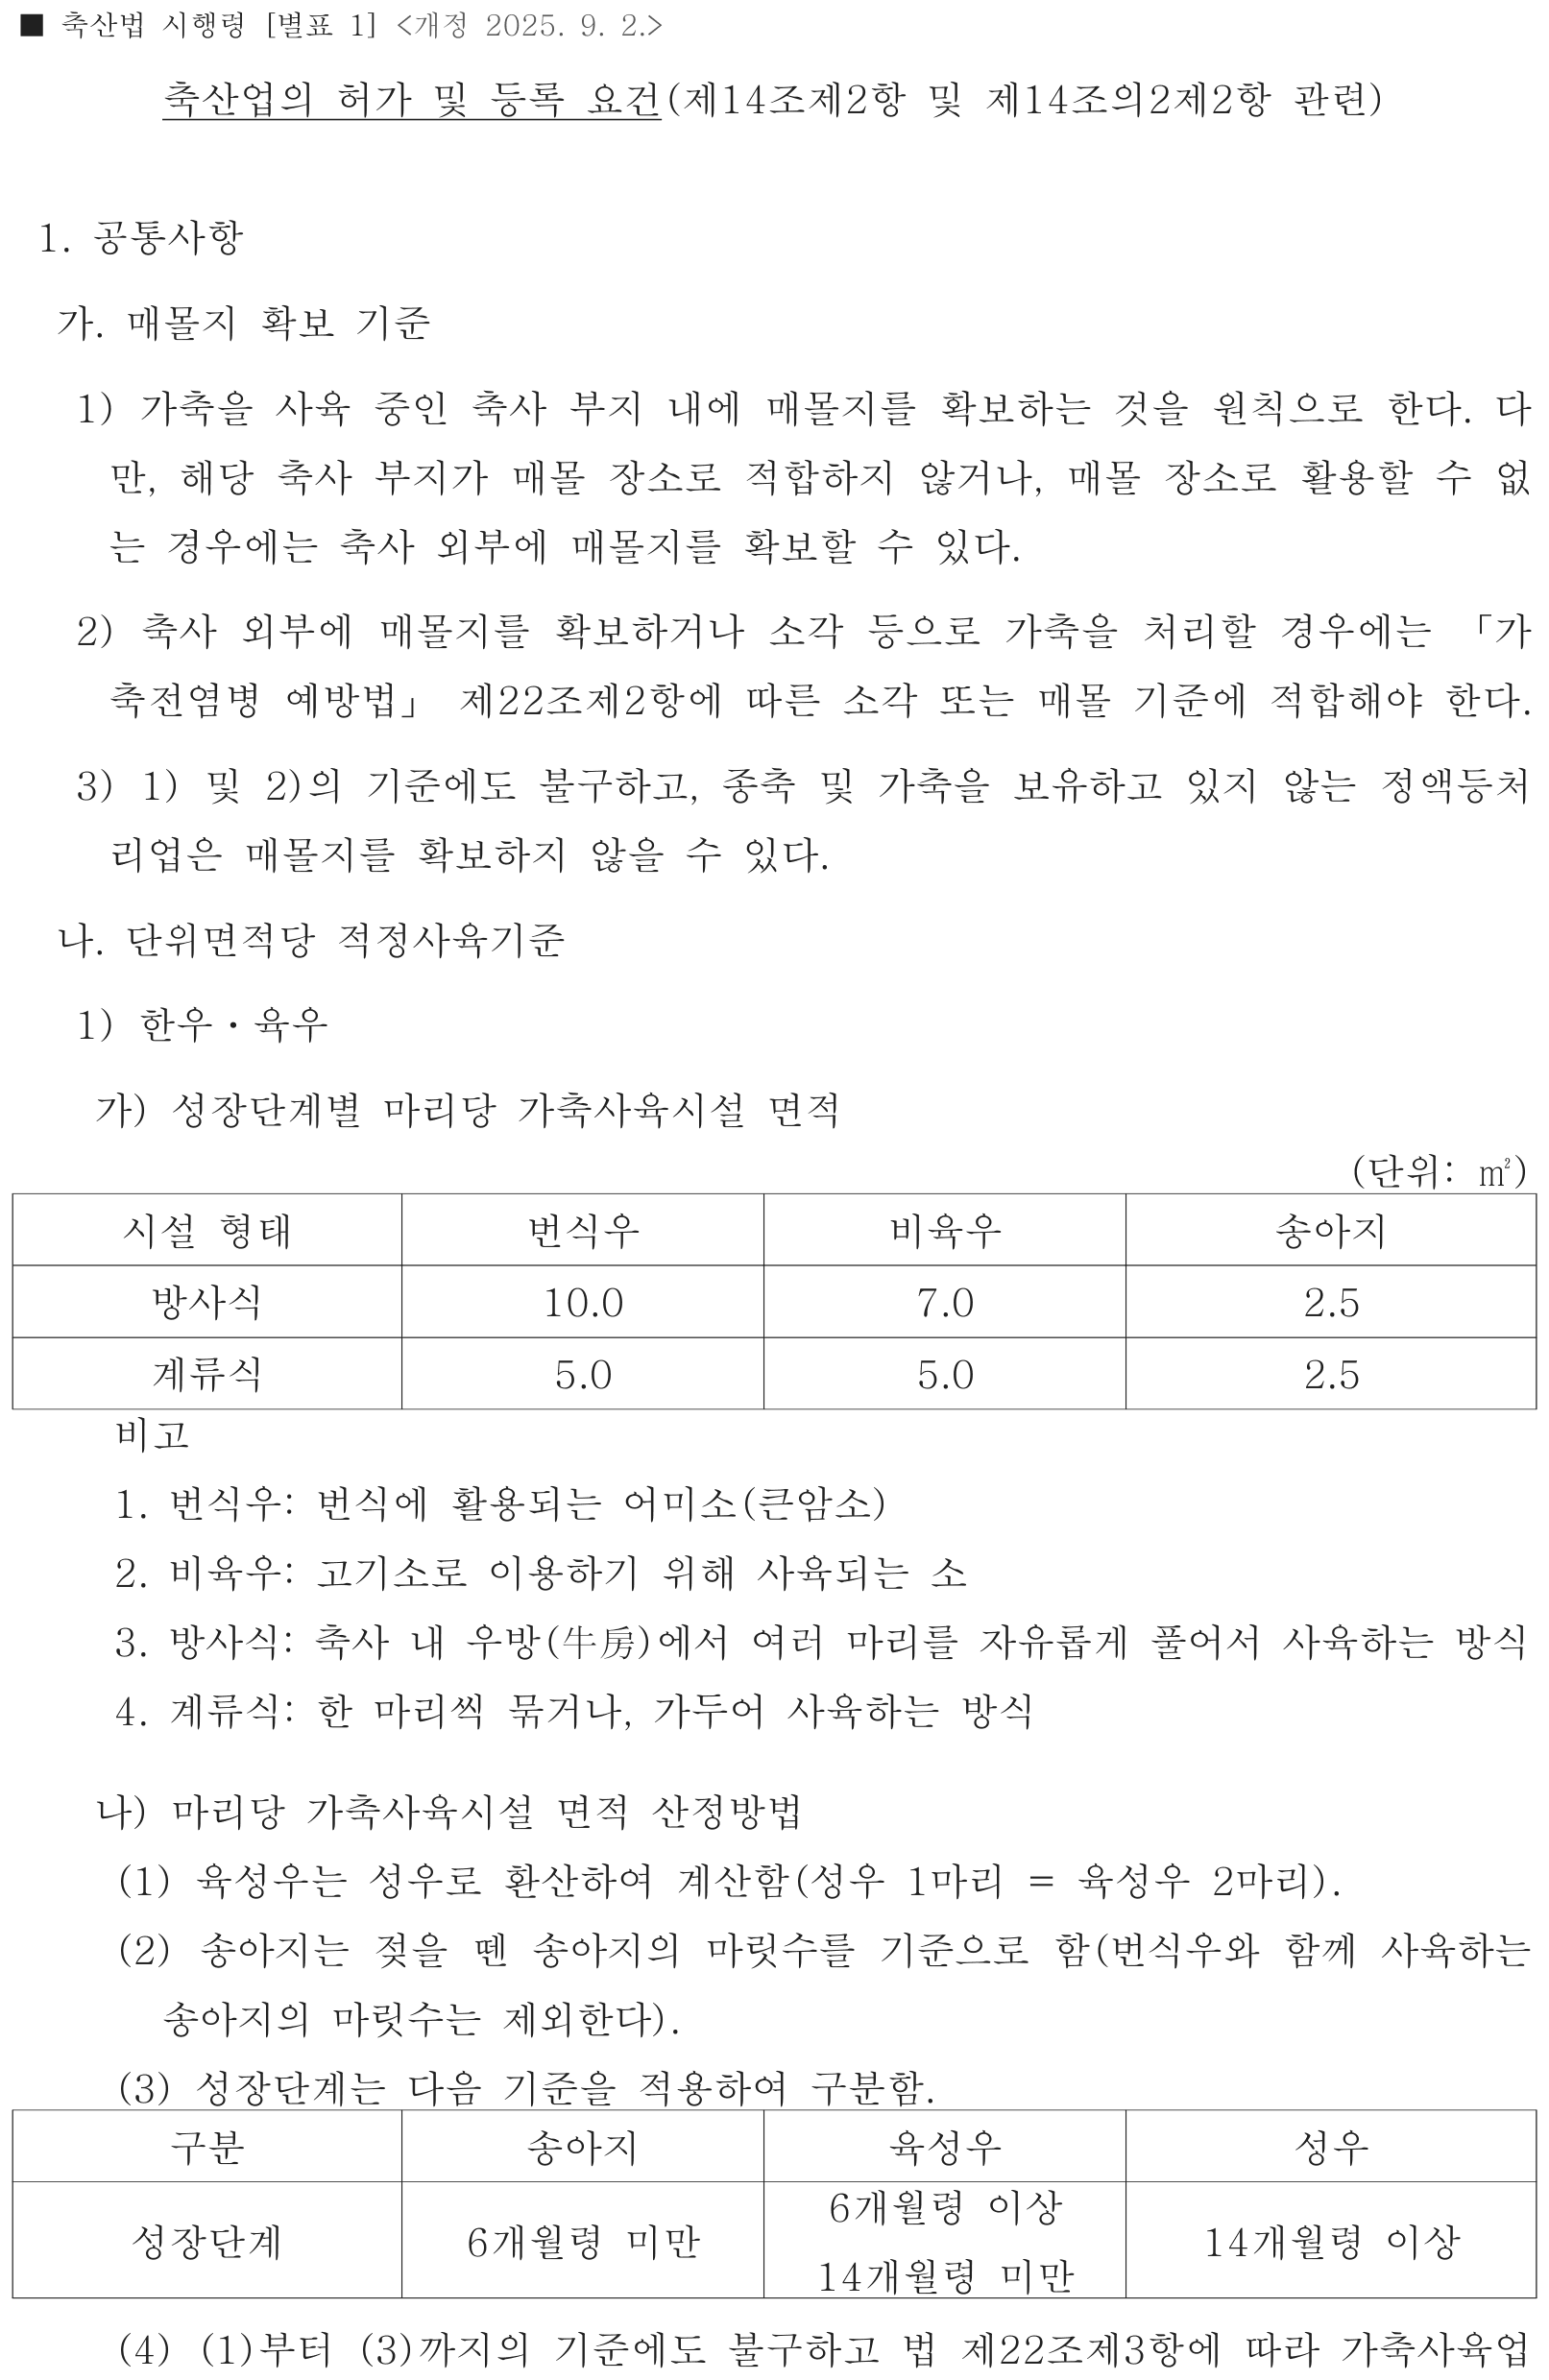 ■ 축산법 시행령 [별표 1] <개정 2025. 9. 2.>
축산업의 허가 및 등록 요건(제14조제2항 및 제14조의2제2항 관련)
1. 공통사항
가. 매몰지 확보 기준
1) 가축을 사육 중인 축사 부지 내에 매몰지를 확보하는 것을 원칙으로 한다. 다
만, 해당 축사 부지가 매몰 장소로 적합하지 않거나, 매몰 장소로 활용할 수 없
는 경우에는 축사 외부에 매몰지를 확보할 수 있다.
2) 축사 외부에 매몰지를 확보하거나 소각 등으로 가축을 처리할 경우에는 「가
축전염병 예방법」 제22조제2항에 따른 소각 또는 매몰 기준에 적합해야 한다.
3) 1) 및 2)의 기준에도 불구하고, 종축 및 가축을 보유하고 있지 않는 정액등처
리업은 매몰지를 확보하지 않을 수 있다.
나. 단위면적당 적정사육기준
1) 한우ㆍ육우
가) 성장단계별 마리당 가축사육시설 면적
(단위: ㎡)
시설 형태 번식우 비육우 송아지
방사식 10.0 7.0 2.5
계류식 5.0 5.0 2.5
비고
1. 번식우: 번식에 활용되는 어미소(큰암소)
2. 비육우: 고기소로 이용하기 위해 사육되는 소
3. 방사식: 축사 내 우방(牛房)에서 여러 마리를 자유롭게 풀어서 사육하는 방식
4. 계류식: 한 마리씩 묶거나, 가두어 사육하는 방식
나) 마리당 가축사육시설 면적 산정방법
(1) 육성우는 성우로 환산하여 계산함(성우 1마리 = 육성우 2마리).
(2) 송아지는 젖을 뗀 송아지의 마릿수를 기준으로 함(번식우와 함께 사육하는
송아지의 마릿수는 제외한다).
(3) 성장단계는 다음 기준을 적용하여 구분함.
구분 송아지 육성우 성우
성장단계 6개월령 미만 6개월령 이상 14개월령 미만 14개월령 이상
(4) (1)부터 (3)까지의 기준에도 불구하고 법 제22조제3항에 따라 가축사육업